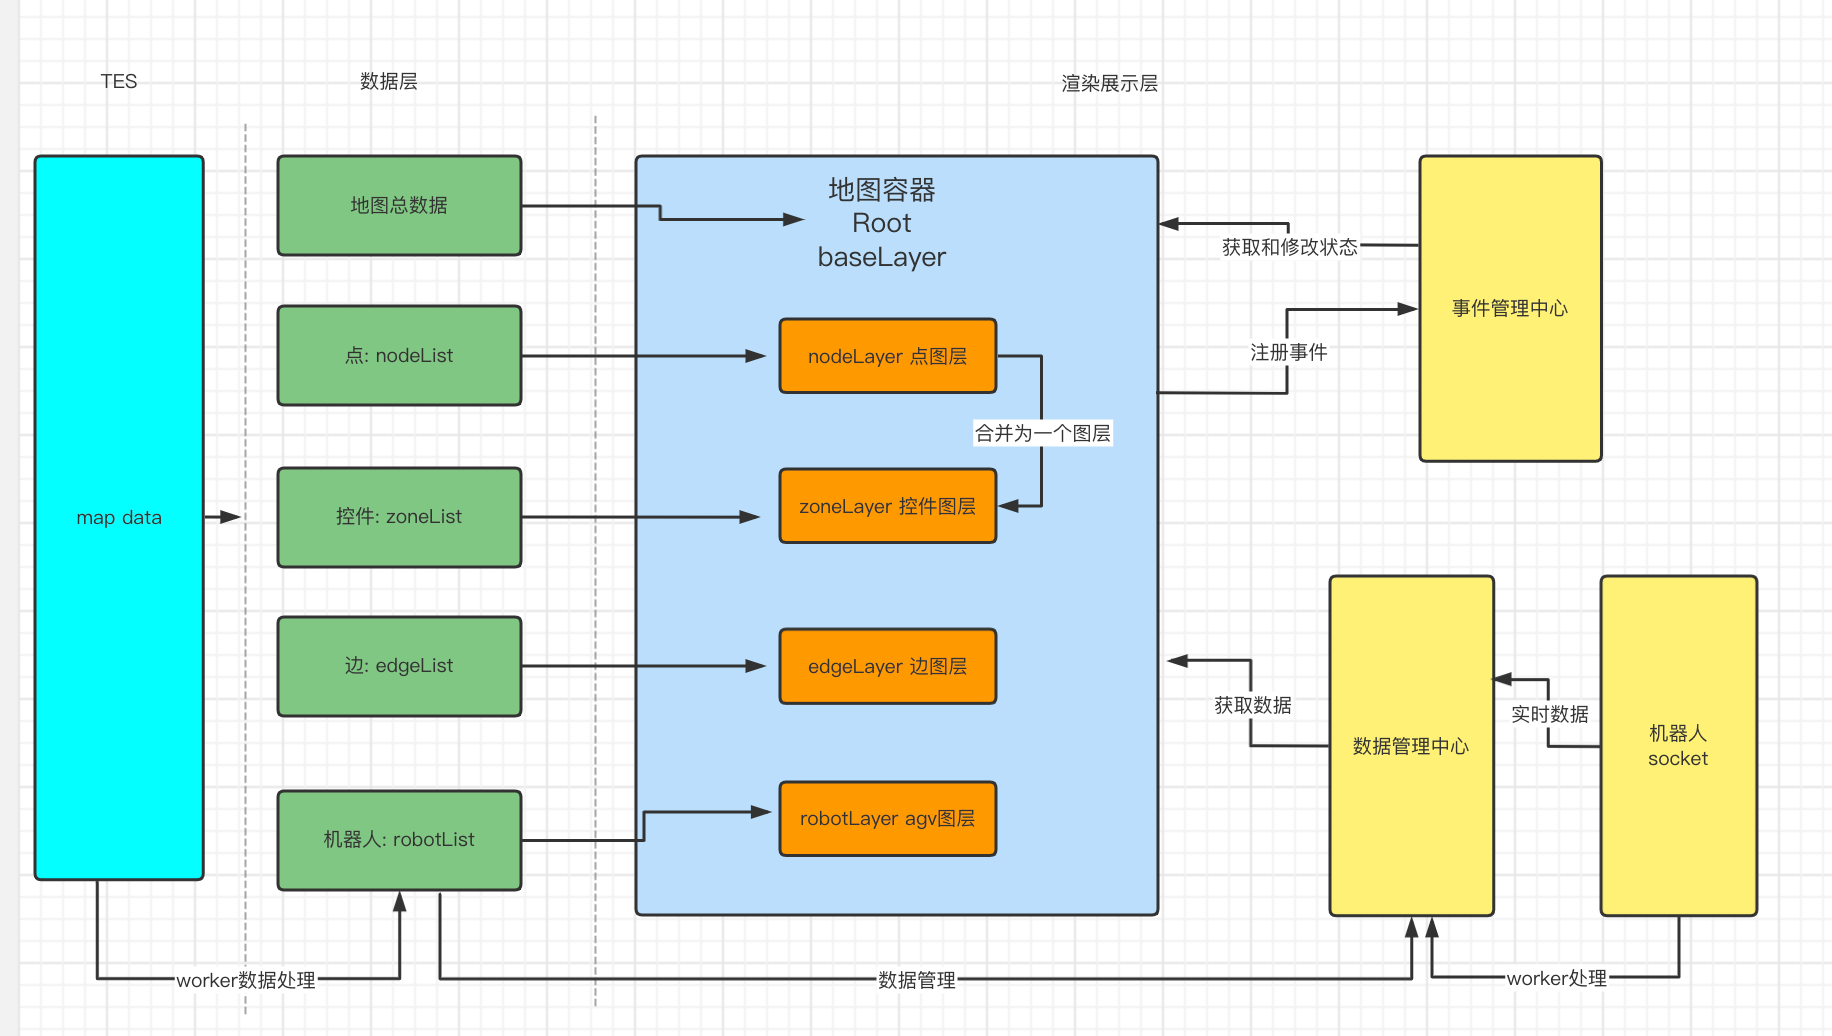 TES
数据层
渲染展示层
map data
地图总数据
点: nodeList
控件: zoneList
边: edgeList
机器人: robotList
地图容器
Root
baseLayer
nodeLayer 点图层
合并为一个图层
zoneLayer 控件图层
edgeLayer 边图层
robotLayer agv图层
获取和修改状态
注册事件
事件管理中心
获取数据
数据管理中心
实时数据
机器人
socket
worker数据处理
数据管理
worker处理